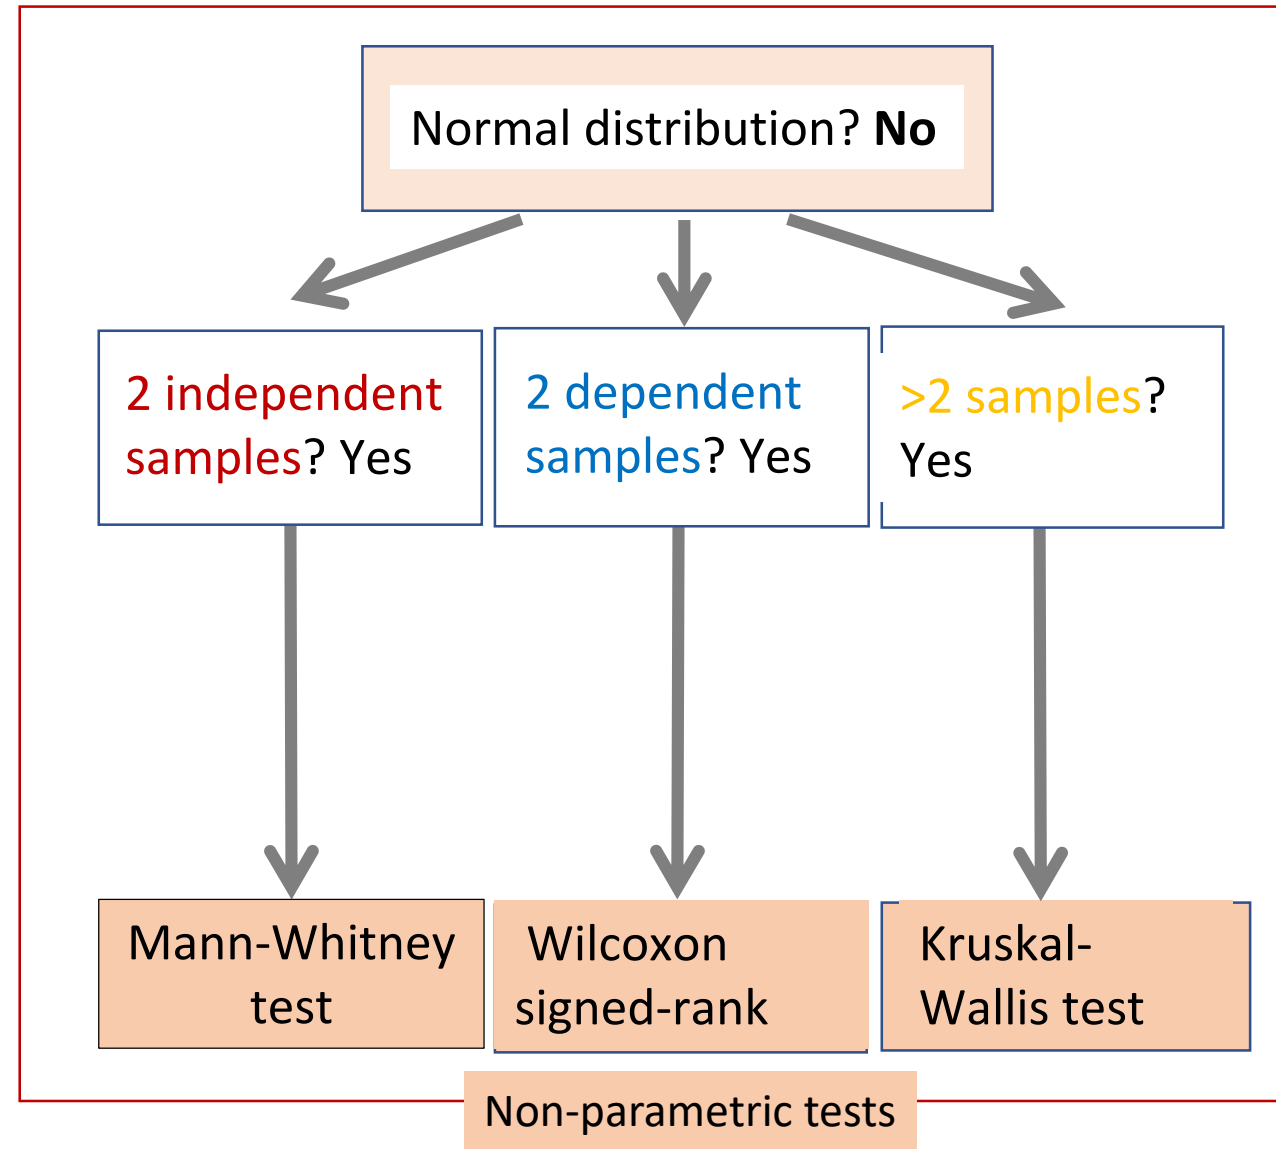 Normal distribution? No
2 independent
samples? Yes
2 dependent
samples? Yes
>2 samples?
Yes
Mann-Whitney
test
Wilcoxon
signed-rank
Kruskal-
Wallis test
Non-parametric tests